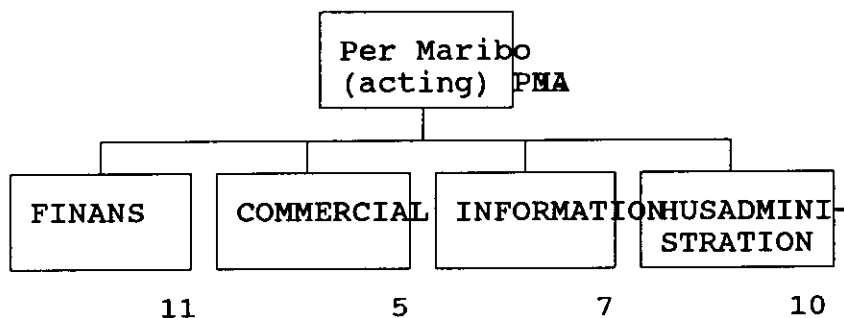 Per Maribo
(acting) PMA
FINANS
COMMERCIAL
INFORMATION
HUSADMINI-
STRATION
11
5
7
10